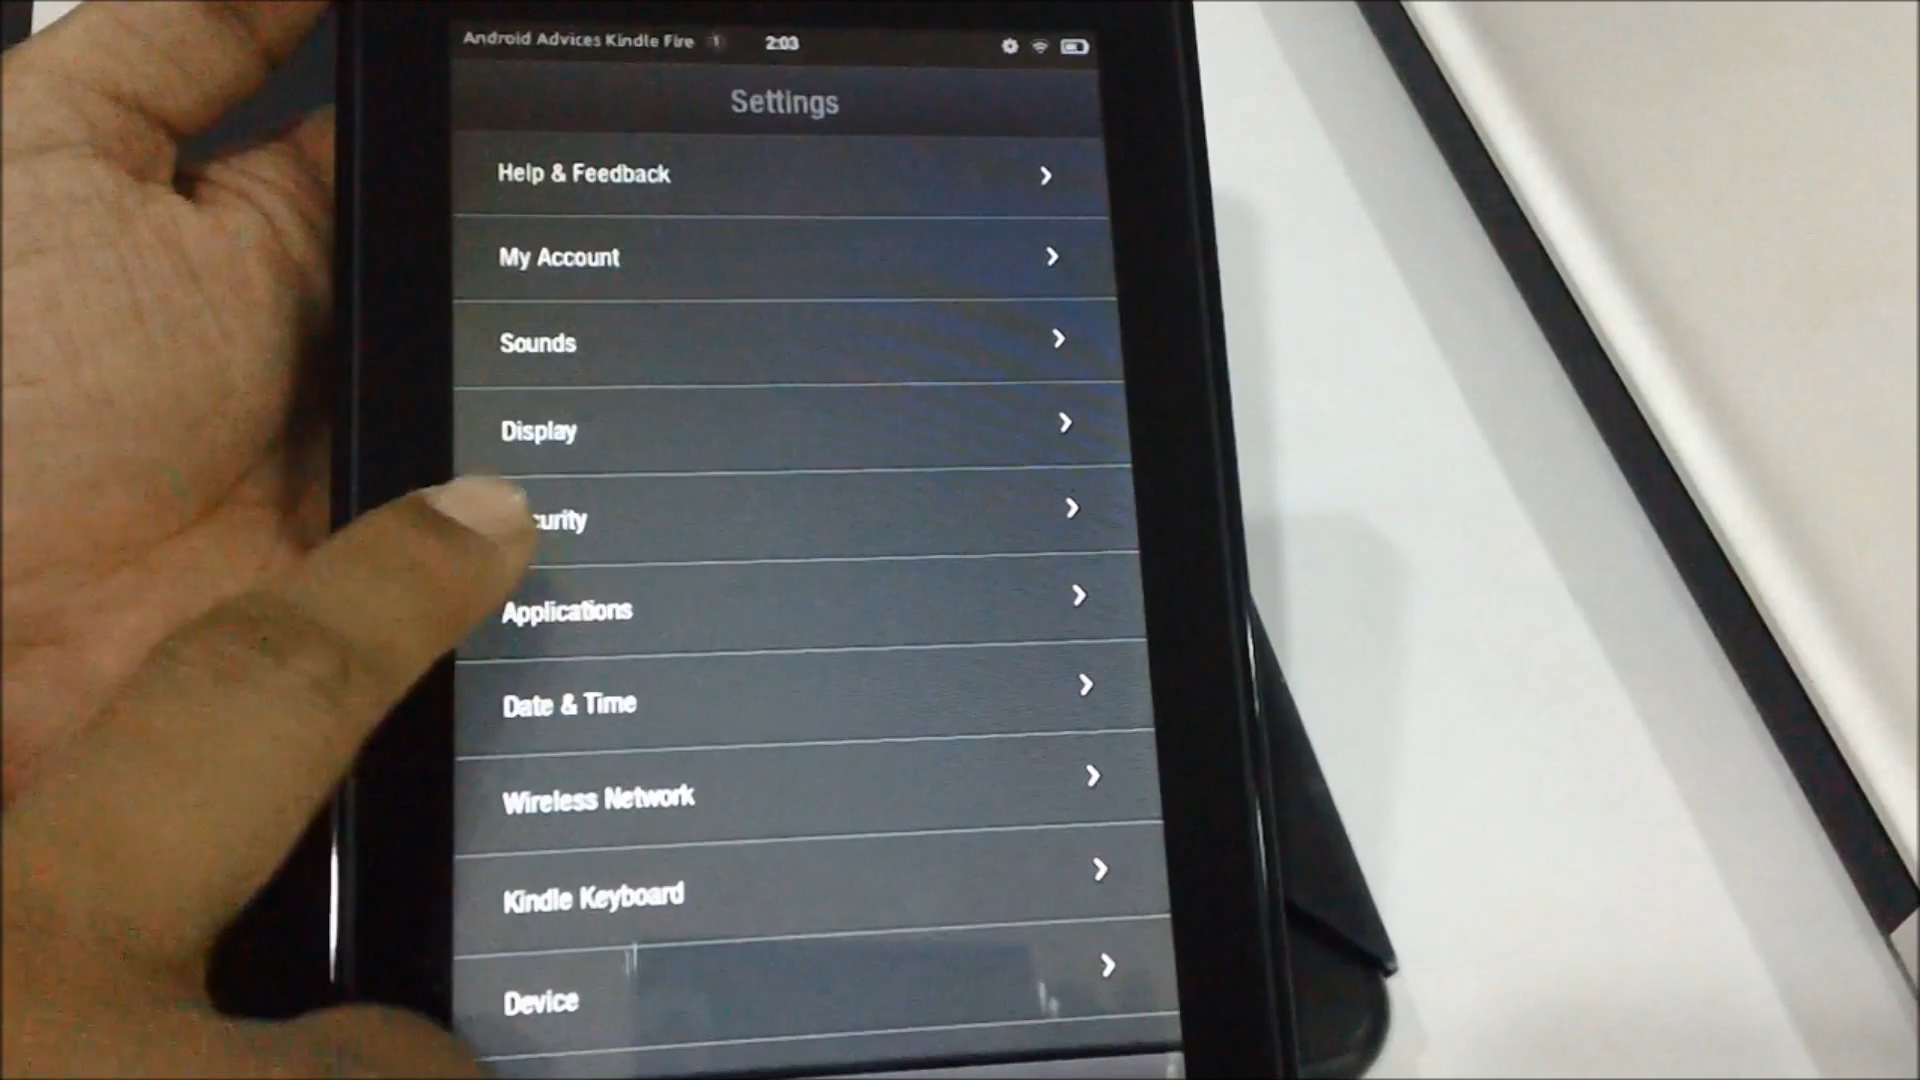 Android Advices Kindle Fire 1 2:03
Settings
Help & Feedback
My Account
Sounds
Display
curity
Applications
Date & Time
Wireless Network
Kindle Keyboard
Device